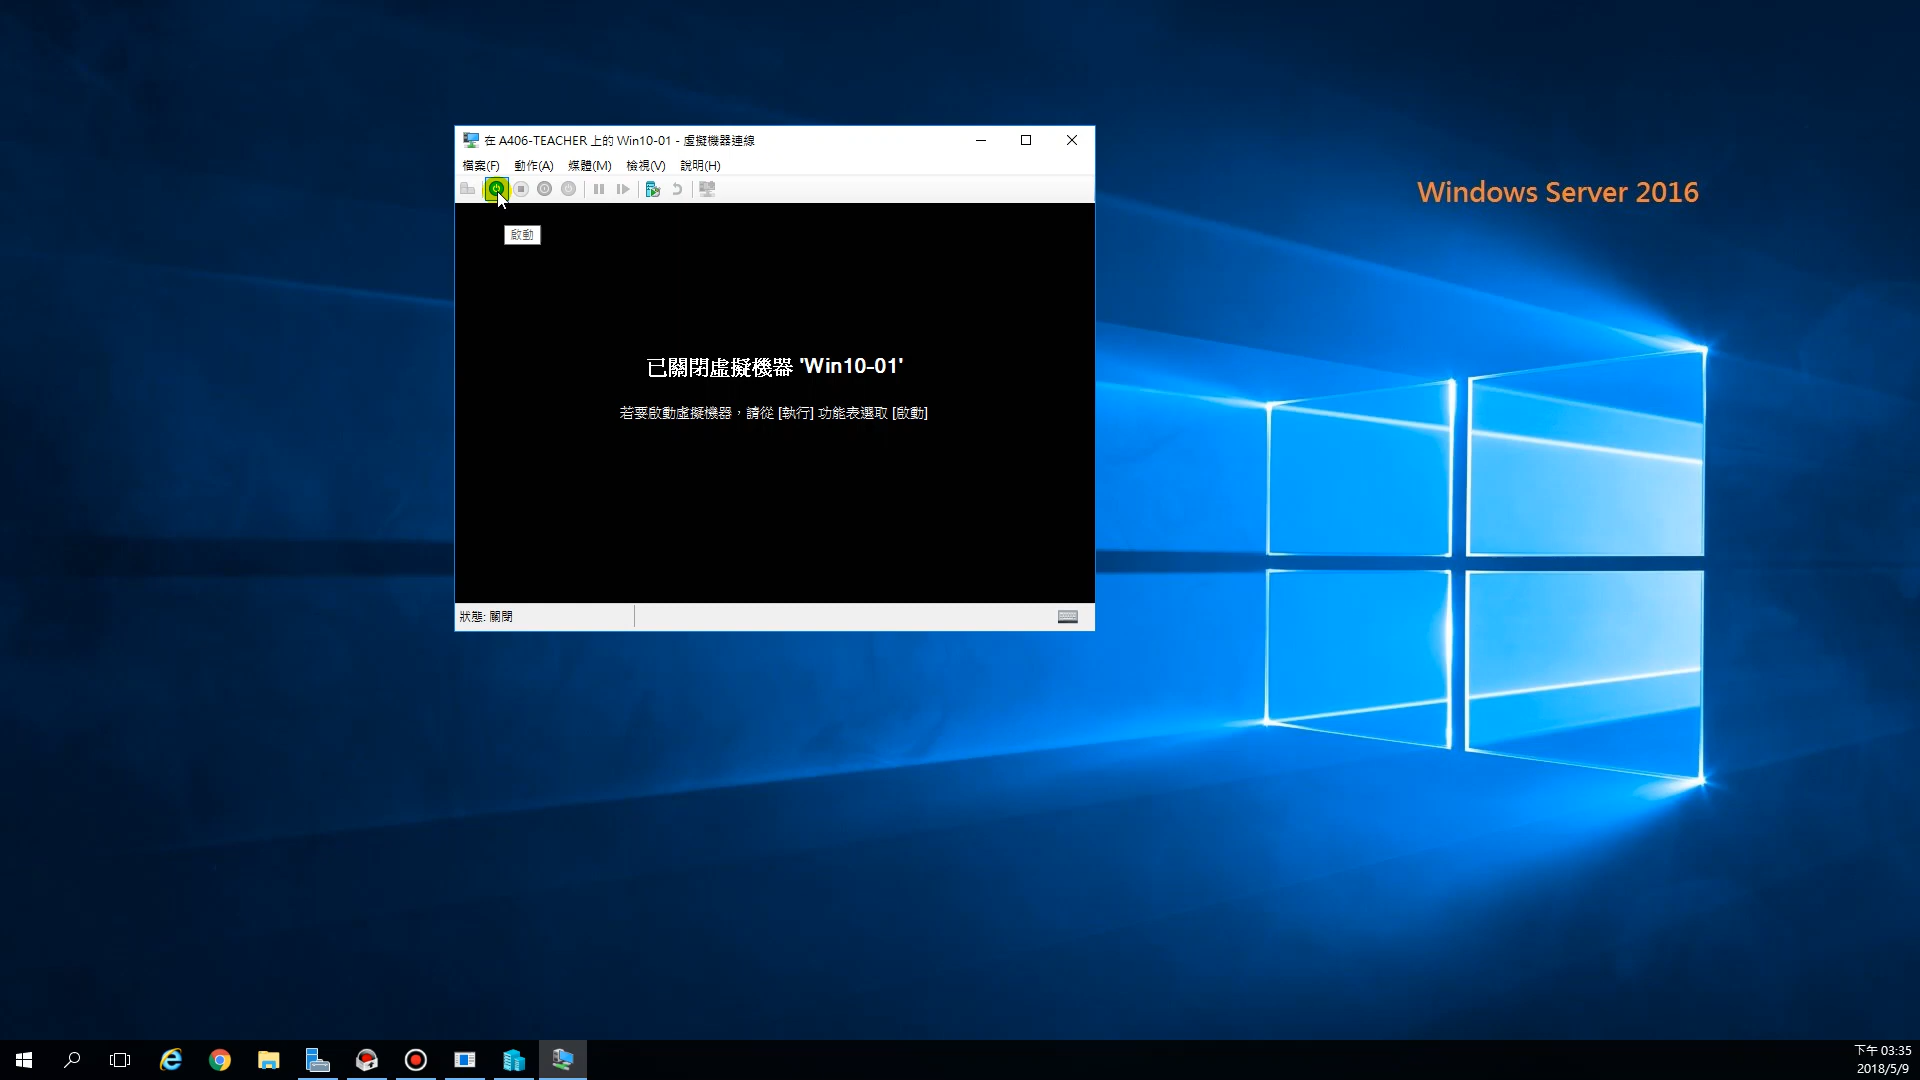 在 A406-TEACHER 上的 Win10-01 - 虛擬機器連線
檔案(F) 動作(A) 媒體(M) 檢視(V) 說明(H)
啟動
已關閉虛擬機器 'Win10-01'
若要啟動虛擬機器，請從 [執行] 功能表選取 [啟動]
狀態: 關閉
Windows Server 2016
下午 03:35
2018/5/9